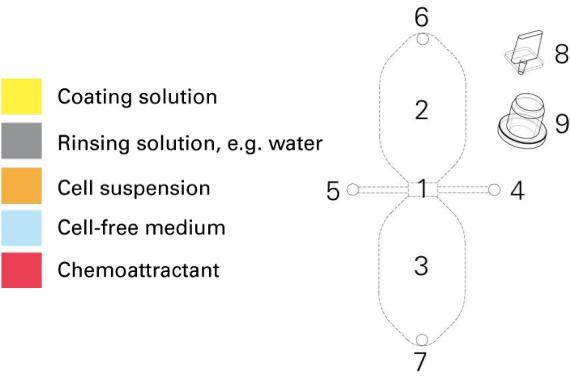 Coating solution
Rinsing solution, e.g. water
Cell suspension
Cell-free medium
Chemoattractant
6
8
2
9
5
1
4
3
7